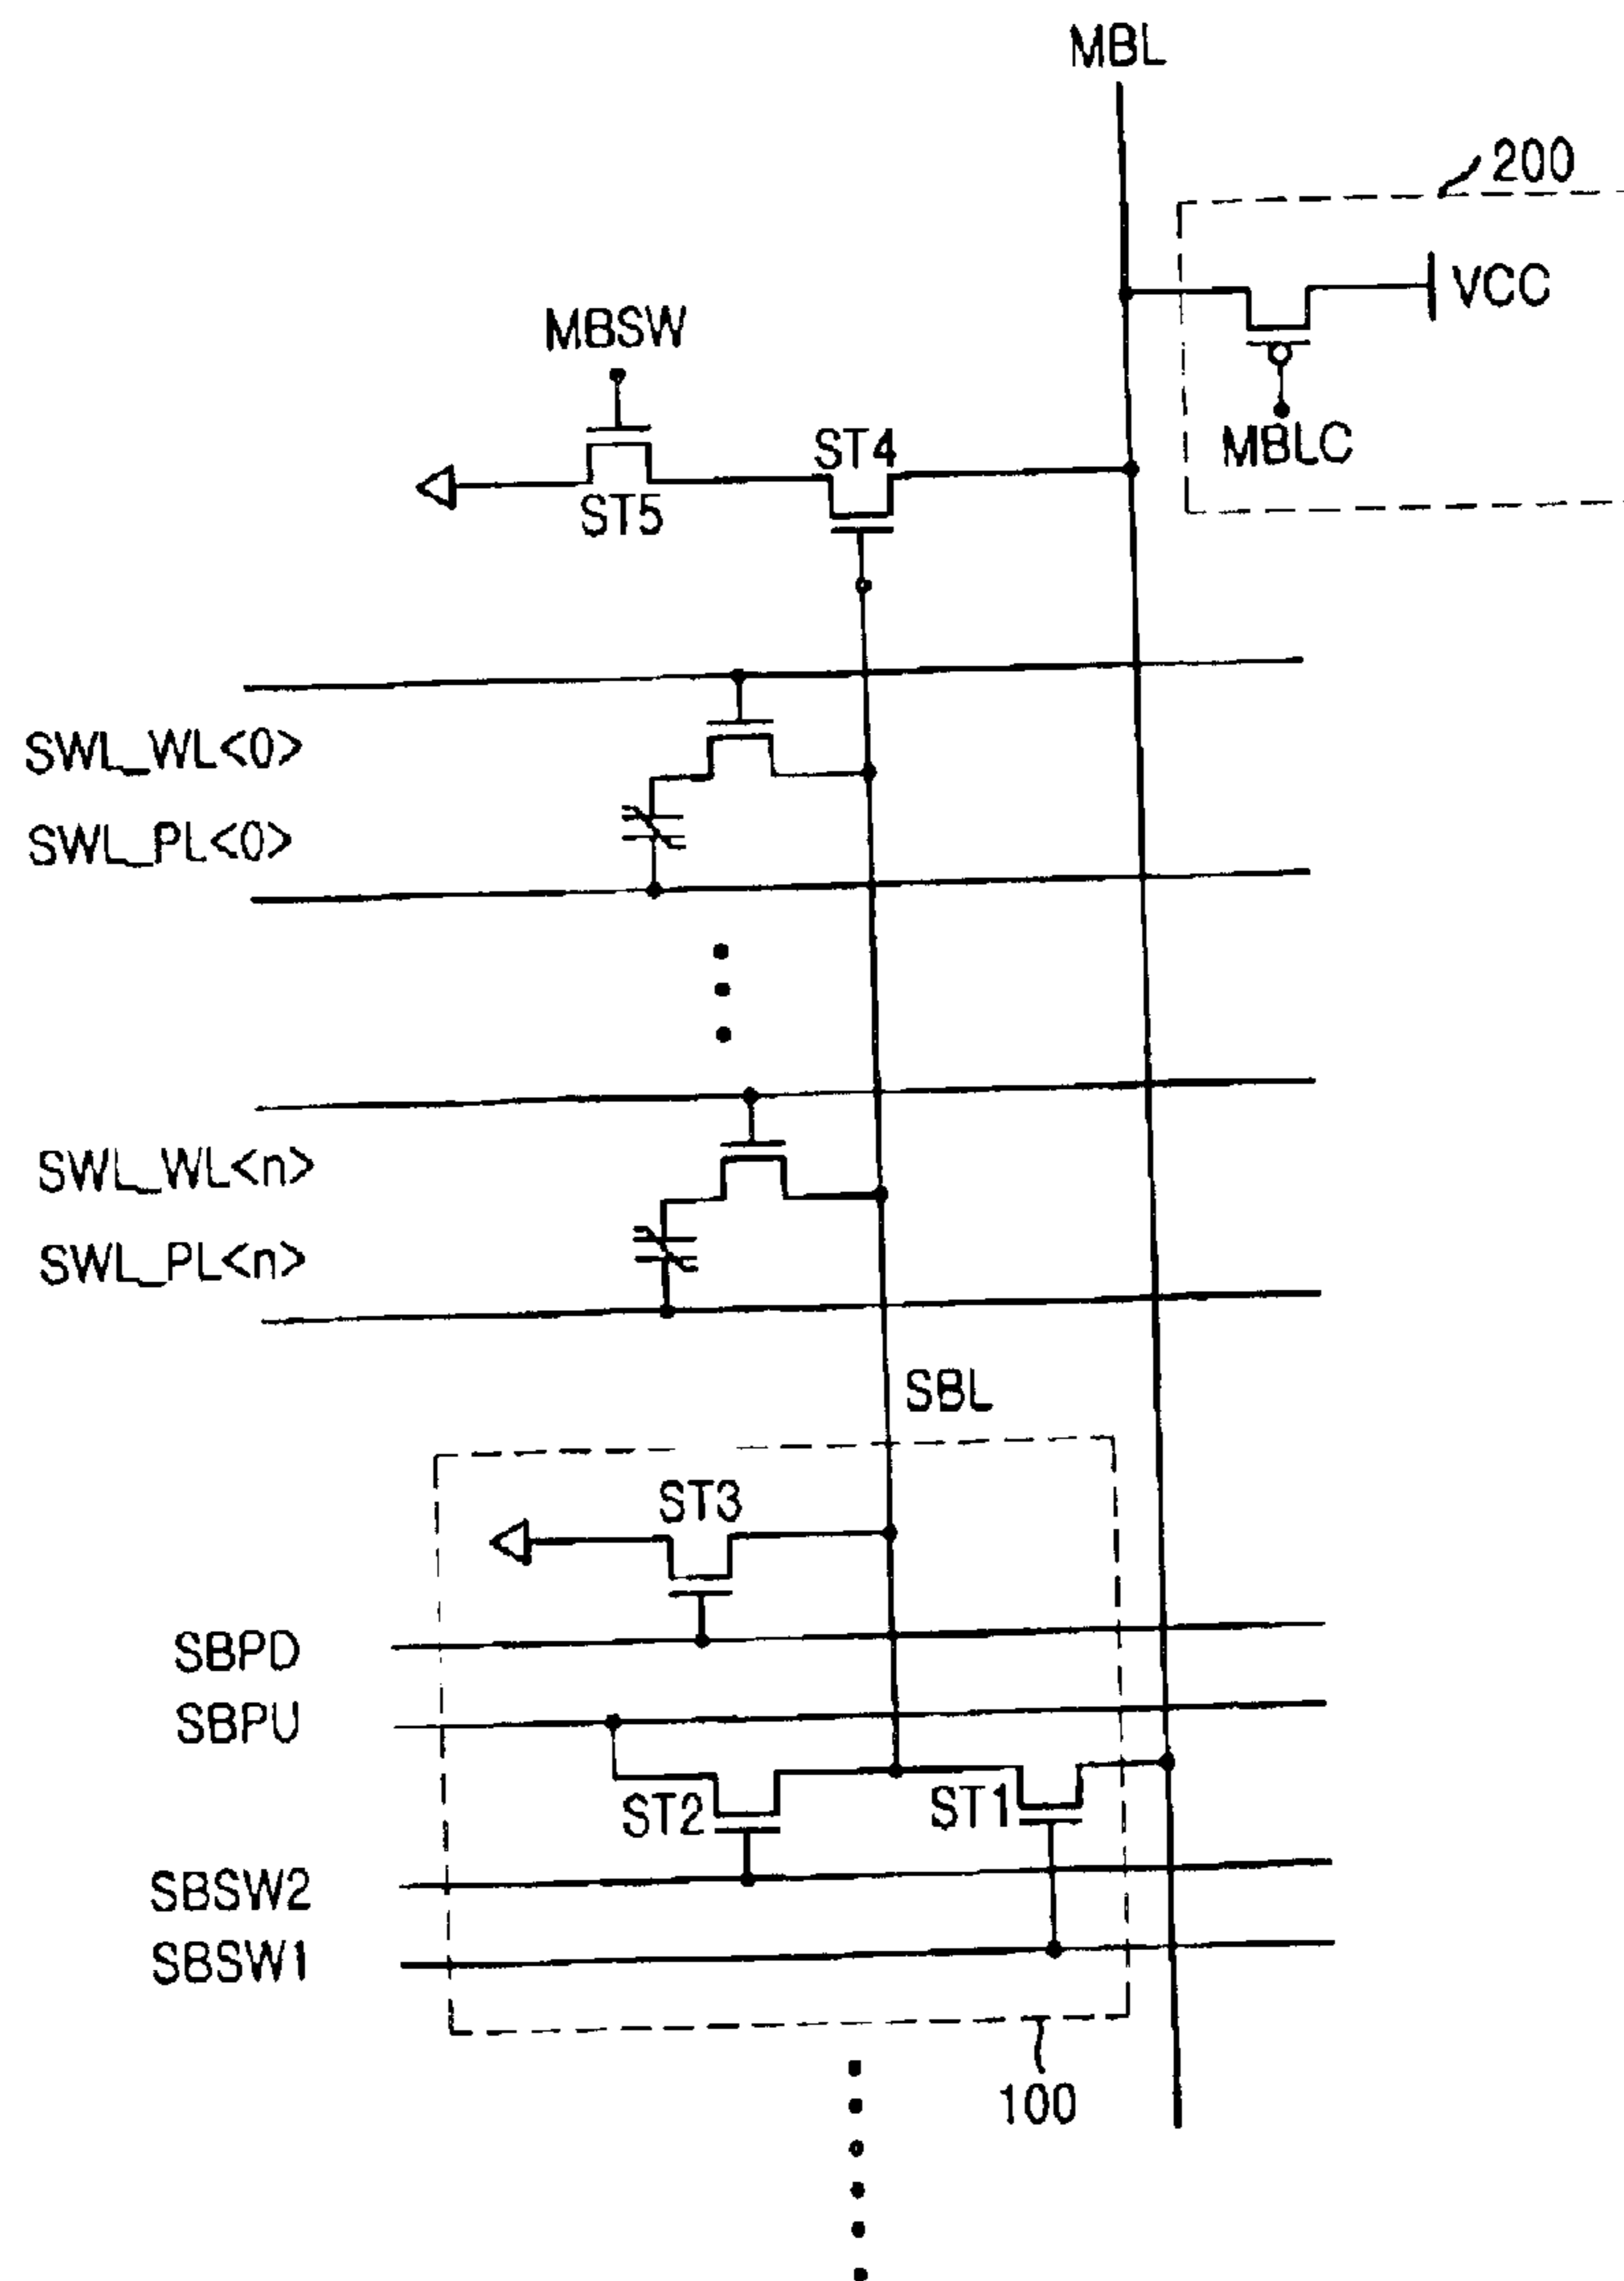 MBL
200
VCC
MBSW
MBLC
ST4
ST5
SWL_WL<0>
SWL_PL<0>
SWL_WL<n>
SWL_PL<n>
SBL
ST3
SBPD
SBPU
ST2
ST1
SBSW2
SBSW1
100